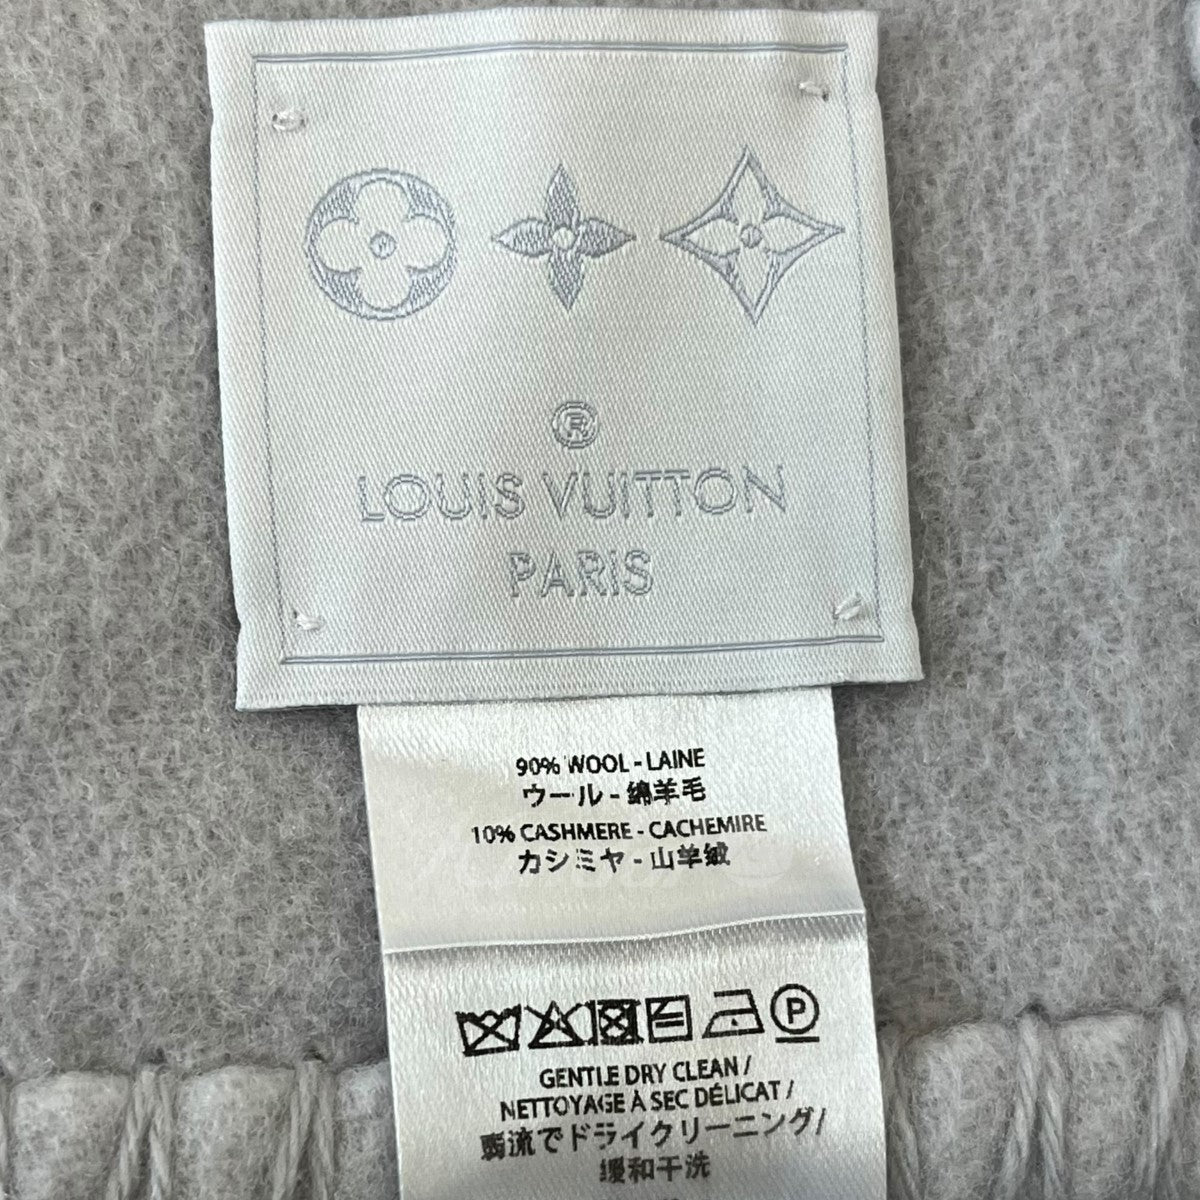 ®
LOUIS VUITTON
PARIS
90% WOOL - LAINE
ウール - 綿羊毛
10% CASHMERE - CACHEMIRE
カシミヤ - 山羊绒
P
GENTLE DRY CLEAN /
NETTOYAGE À SEC DÉLICAT /
弱流でドライクリーニング/
缓和干洗